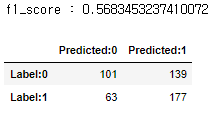 f1_score : 0.5683453237410072
Predicted:0 Predicted:1
Label:0 101 139
Label:1 63 177